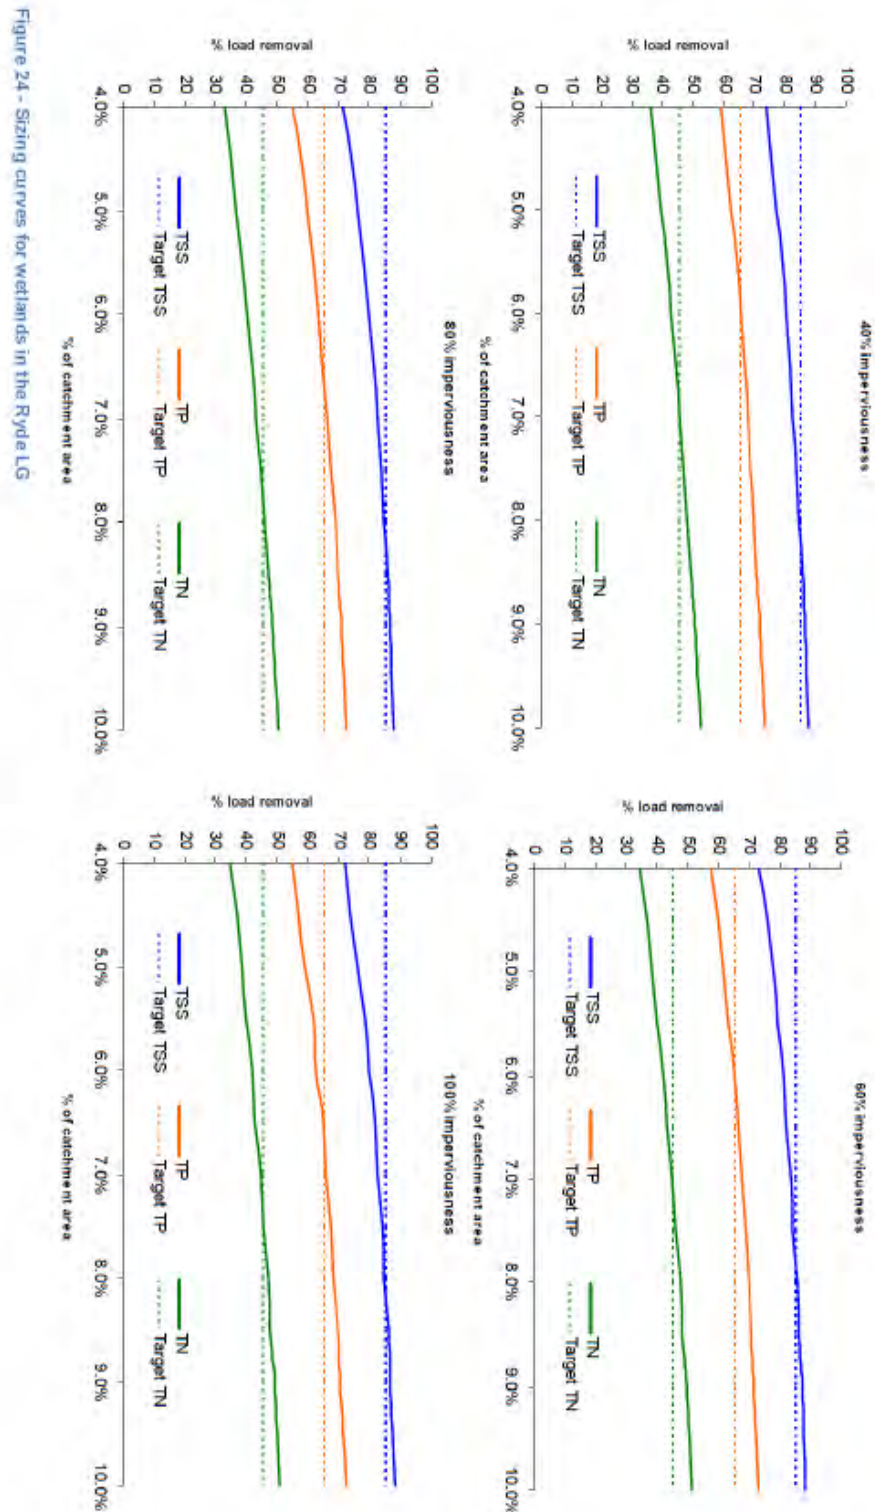 40% imperviousness
% load removal
100
90
80
70
60
50
40
30
20
10
0
4.0% 5.0% 6.0% 7.0% 8.0% 9.0% 10.0%
TSS TP TN
Target TSS Target TP Target TN
% of catchment area
60% imperviousness
% load removal
100
90
80
70
60
50
40
30
20
10
0
4.0% 5.0% 6.0% 7.0% 8.0% 9.0% 10.0%
TSS TP TN
Target TSS Target TP Target TN
% of catchment area
80% imperviousness
% load removal
100
90
80
70
60
50
40
30
20
10
0
4.0% 5.0% 6.0% 7.0% 8.0% 9.0% 10.0%
TSS TP TN
Target TSS Target TP Target TN
% of catchment area
100% imperviousness
% load removal
100
90
80
70
60
50
40
30
20
10
0
4.0% 5.0% 6.0% 7.0% 8.0% 9.0% 10.0%
TSS TP TN
Target TSS Target TP Target TN
% of catchment area
Figure 24 - Sizing curves for wetlands in the Ryde LG